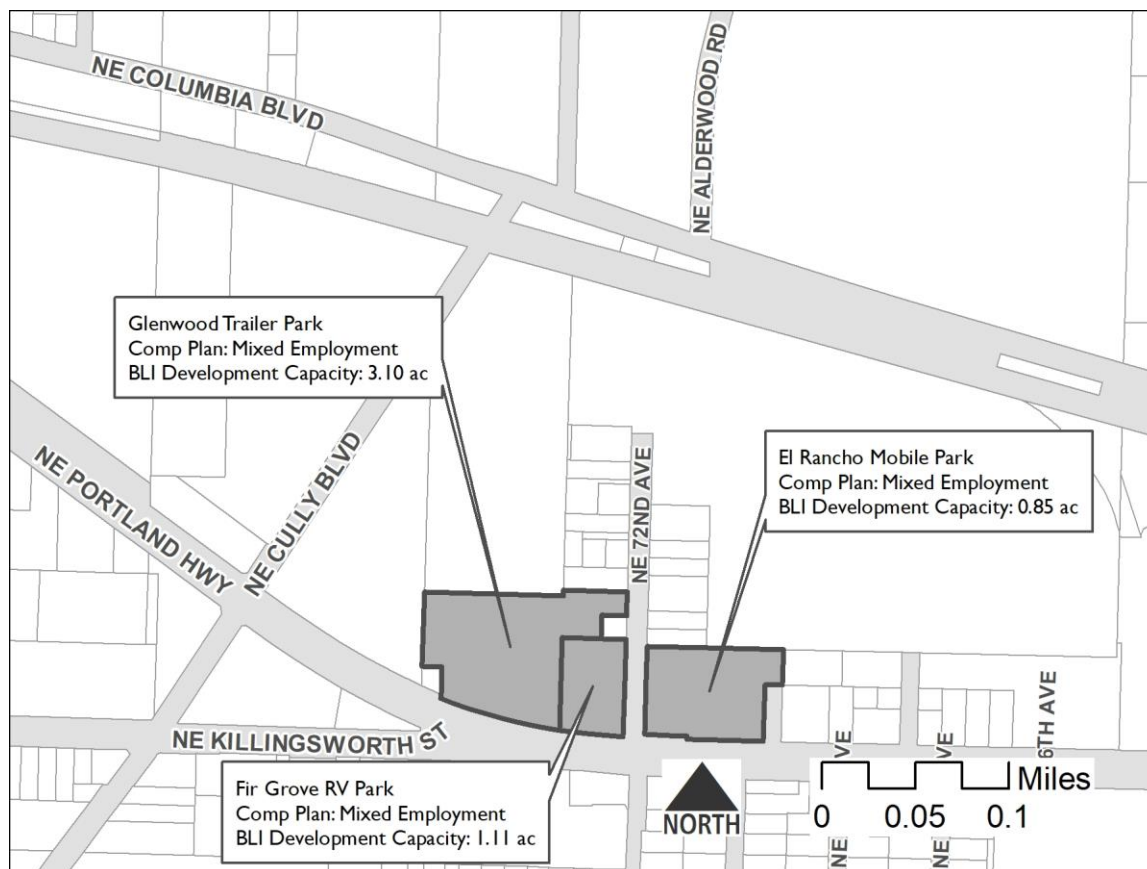 NE COLUMBIA BLVD
NE ALDERWOOD RD
Glenwood Trailer Park
Comp Plan: Mixed Employment
BLI Development Capacity: 3.10 ac
NE PORTLAND HWY
NE CULLY BLVD
NE 72ND AVE
El Rancho Mobile Park
Comp Plan: Mixed Employment
BLI Development Capacity: 0.85 ac
NE KILLINGSWORTH ST
Fir Grove RV Park
Comp Plan: Mixed Employment
BLI Development Capacity: 1.11 ac
NORTH
VE
VE
6TH AVE
Miles
0 0.05 0.1
NE
NE